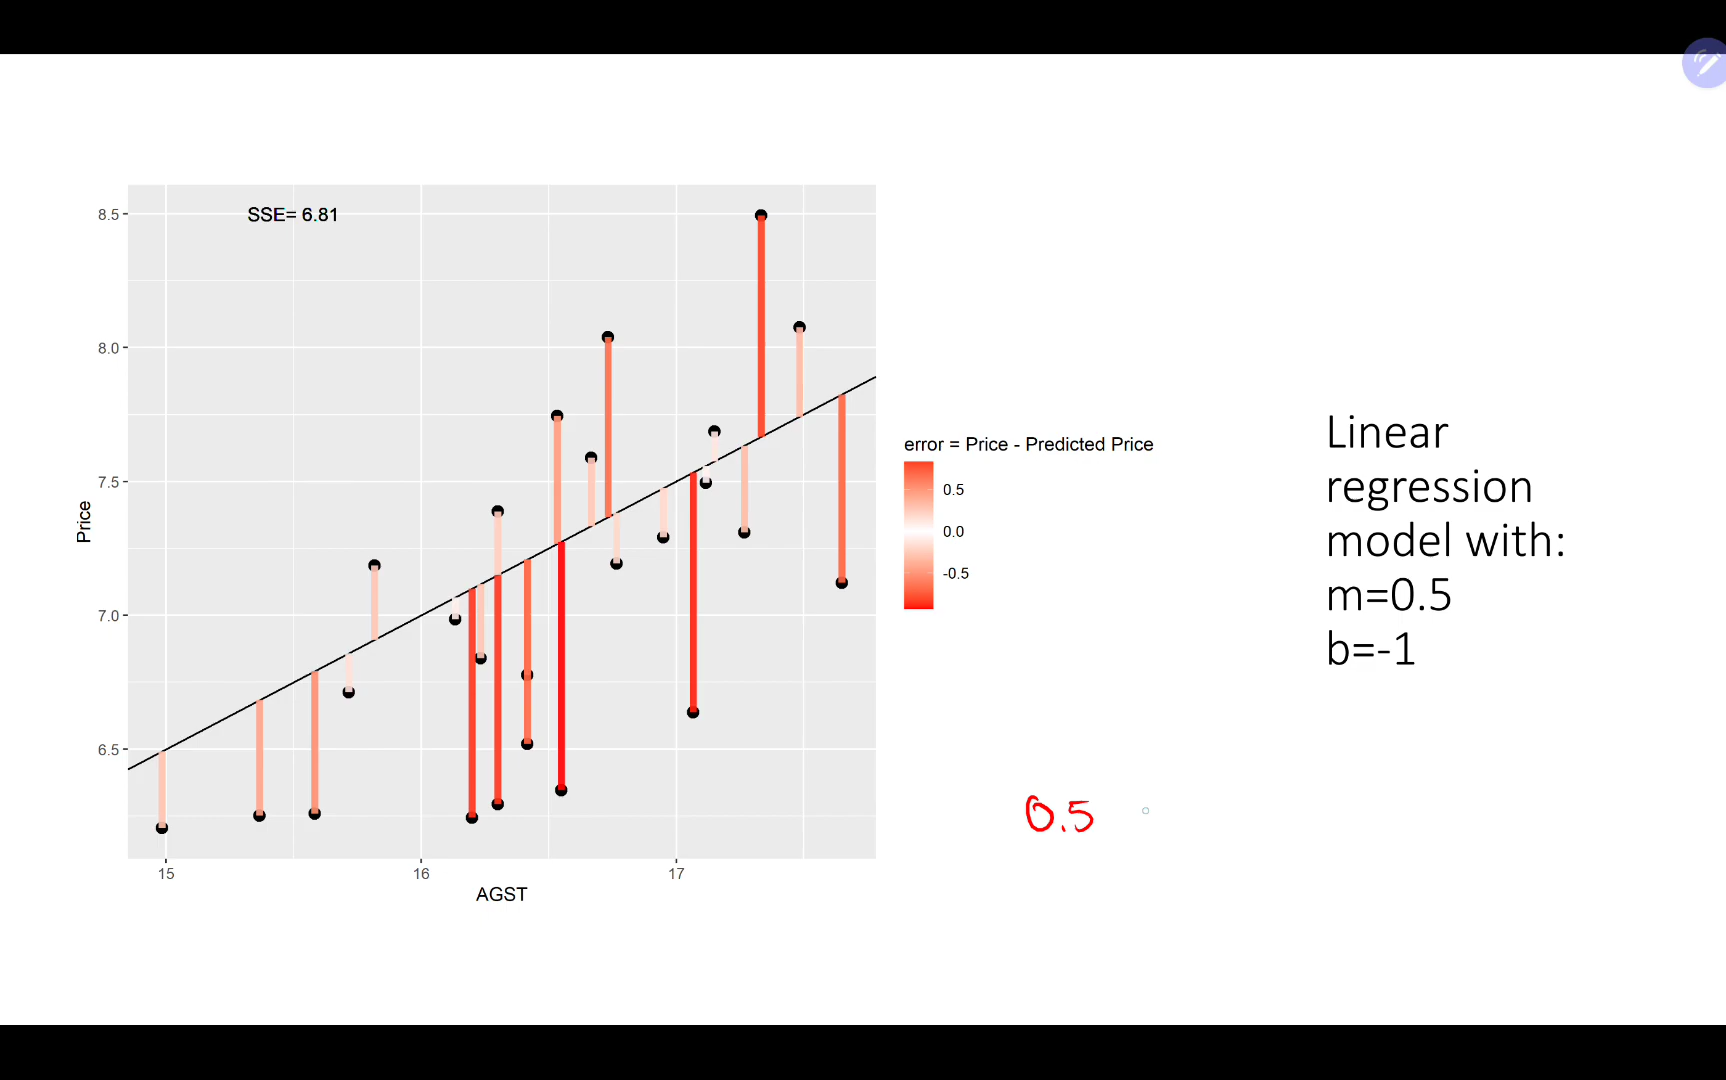 SSE= 6.81
8.5
8.0
7.5
7.0
6.5
Price
15 16 17
AGST
error = Price - Predicted Price
0.5
0.0
-0.5
Linear
regression
model with:
m=0.5
b=-1
0.5